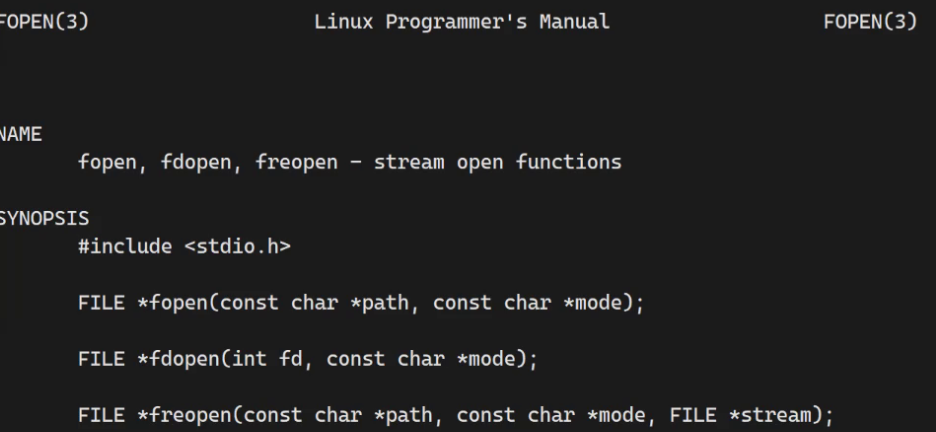 FOPEN(3) Linux Programmer's Manual FOPEN(3)
NAME
fopen, fdopen, freopen - stream open functions
SYNOPSIS
#include <stdio.h>
FILE *fopen(const char *path, const char *mode);
FILE *fdopen(int fd, const char *mode);
FILE *freopen(const char *path, const char *mode, FILE *stream);